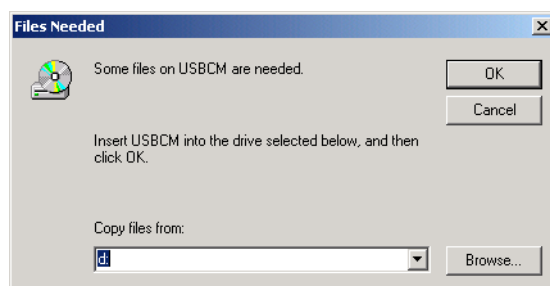 Files Needed
Some files on USBCM are needed.
OK
Cancel
Insert USBCM into the drive selected below, and then
click OK.
Copy files from:
d:
Browse...